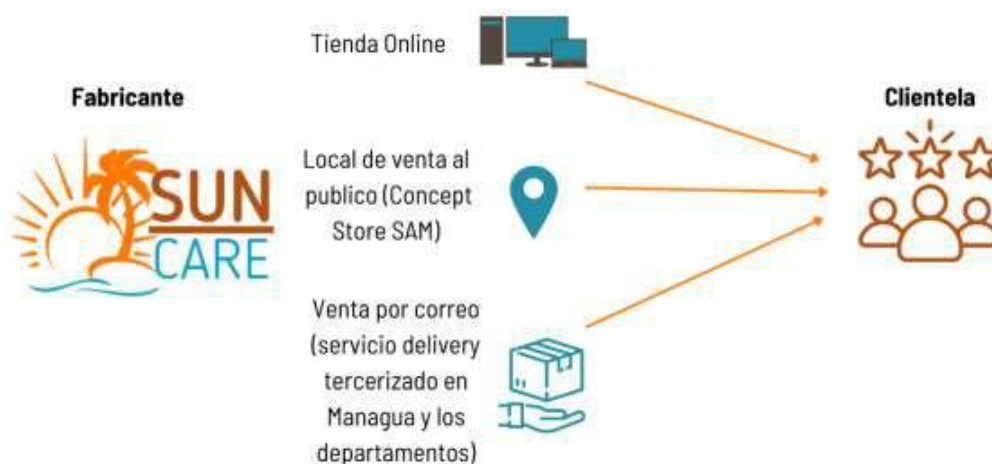 Tienda Online
Fabricante
Clientela
SUN
CARE
Local de venta al
publico (Concept
Store SAM)
Venta por correo
(servicio delivery
tercerizado en
Managua y los
departamentos)